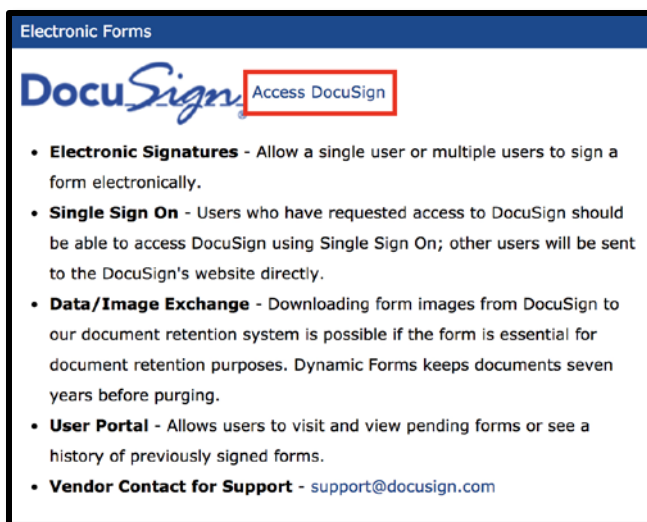 Electronic Forms
DocuSign® Access DocuSign
• Electronic Signatures - Allow a single user or multiple users to sign a
form electronically.
• Single Sign On - Users who have requested access to DocuSign should
be able to access DocuSign using Single Sign On; other users will be sent
to the DocuSign's website directly.
• Data/Image Exchange - Downloading form images from DocuSign to
our document retention system is possible if the form is essential for
document retention purposes. Dynamic Forms keeps documents seven
years before purging.
• User Portal - Allows users to visit and view pending forms or see a
history of previously signed forms.
• Vendor Contact for Support - support@docusign.com